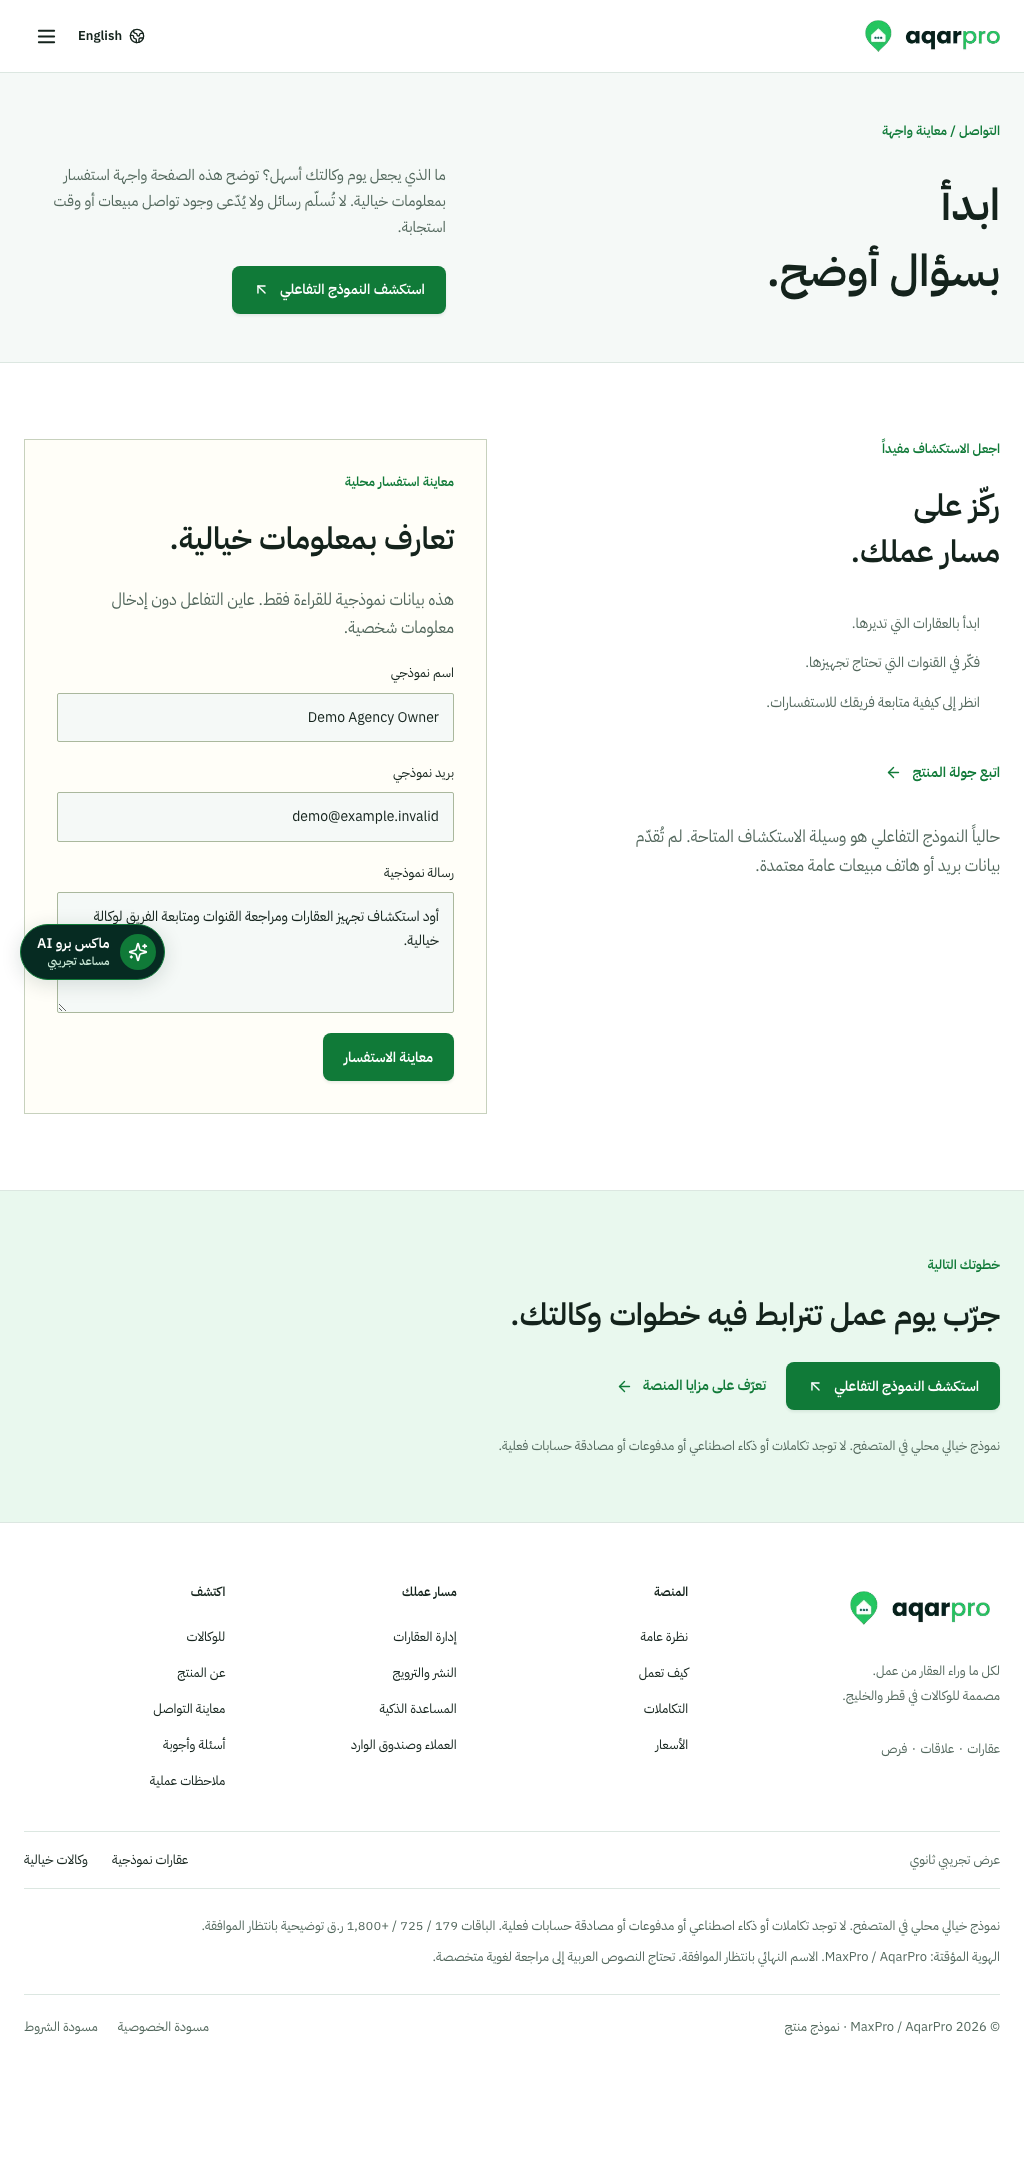 aqarpro
English
التواصل / معاينة واجهة
ابدأ
بسؤال أوضح.
ما الذي يجعل يوم وكالتك أسهل؟ توضح هذه الصفحة واجهة استفسار
بمعلومات خيالية. لا تُسلّم رسائل ولا يُدّعى وجود تواصل مبيعات أو وقت
استجابة.
استكشف النموذج التفاعلي
اجعل الاستكشاف مفيداً
ركّز على
مسار عملك.
ابدأ بالعقارات التي تديرها.
فكّر في القنوات التي تحتاج تجهيزها.
انظر إلى كيفية متابعة فريقك للاستفسارات.
اتبع جولة المنتج
حالياً النموذج التفاعلي هو وسيلة الاستكشاف المتاحة. لم تُقدّم
بيانات بريد أو هاتف مبيعات عامة معتمدة.
معاينة استفسار محلية
تعارف بمعلومات خيالية.
هذه بيانات نموذجية للقراءة فقط. عاين التفاعل دون إدخال
معلومات شخصية.
اسم نموذجي
Demo Agency Owner
بريد نموذجي
demo@example.invalid
رسالة نموذجية
أود استكشاف تجهيز العقارات ومراجعة القنوات ومتابعة الفريق لوكالة
خيالية.
ماكس برو AI
مساعد تجريبي
معاينة الاستفسار
خطوتك التالية
جرّب يوم عمل تترابط فيه خطوات وكالتك.
استكشف النموذج التفاعلي
تعرّف على مزايا المنصة
نموذج خيالي محلي في المتصفح. لا توجد تكاملات أو ذكاء اصطناعي أو مدفوعات أو مصادقة حسابات فعلية.
aqarpro
لكل ما وراء العقار من عمل.
مصممة للوكالات في قطر والخليج.
عقارات · علاقات · فرص
المنصة
نظرة عامة
كيف تعمل
التكاملات
الأسعار
مسار عملك
إدارة العقارات
النشر والترويج
المساعدة الذكية
العملاء وصندوق الوارد
اكتشف
للوكالات
عن المنتج
معاينة التواصل
أسئلة وأجوبة
ملاحظات عملية
عرض تجريبي ثانوي
عقارات نموذجية
وكالات خيالية
نموذج خيالي محلي في المتصفح. لا توجد تكاملات أو ذكاء اصطناعي أو مدفوعات أو مصادقة حسابات فعلية. الباقات 179 / 725 / +1,800 ر.ق توضيحية بانتظار الموافقة.
الهوية المؤقتة: MaxPro / AqarPro. الاسم النهائي بانتظار الموافقة. تحتاج النصوص العربية إلى مراجعة لغوية متخصصة.
© 2026 MaxPro / AqarPro · نموذج منتج
مسودة الخصوصية
مسودة الشروط